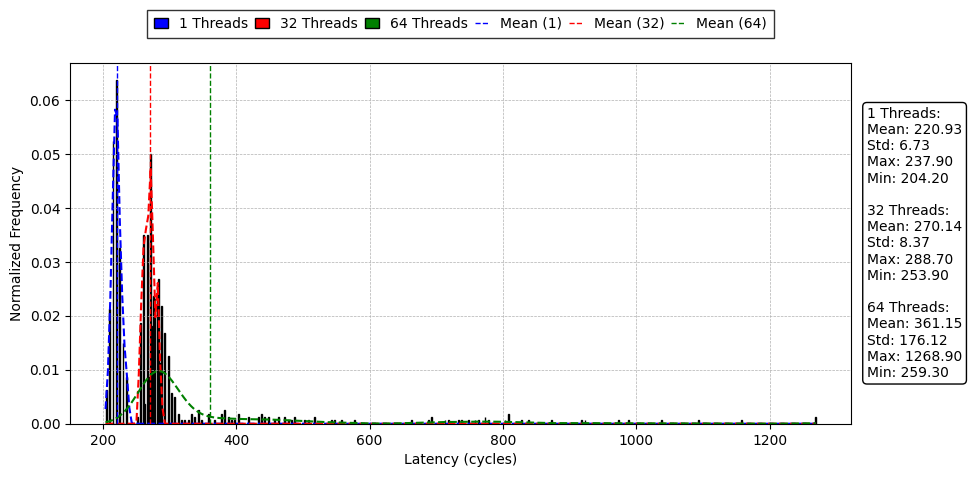 1 Threads 32 Threads 64 Threads Mean (1) Mean (32) Mean (64)
Normalized Frequency
0.06
0.05
0.04
0.03
0.02
0.01
0.00
200 400 600 800 1000 1200
Latency (cycles)
1 Threads:
Mean: 220.93
Std: 6.73
Max: 237.90
Min: 204.20
32 Threads:
Mean: 270.14
Std: 8.37
Max: 288.70
Min: 253.90
64 Threads:
Mean: 361.15
Std: 176.12
Max: 1268.90
Min: 259.30